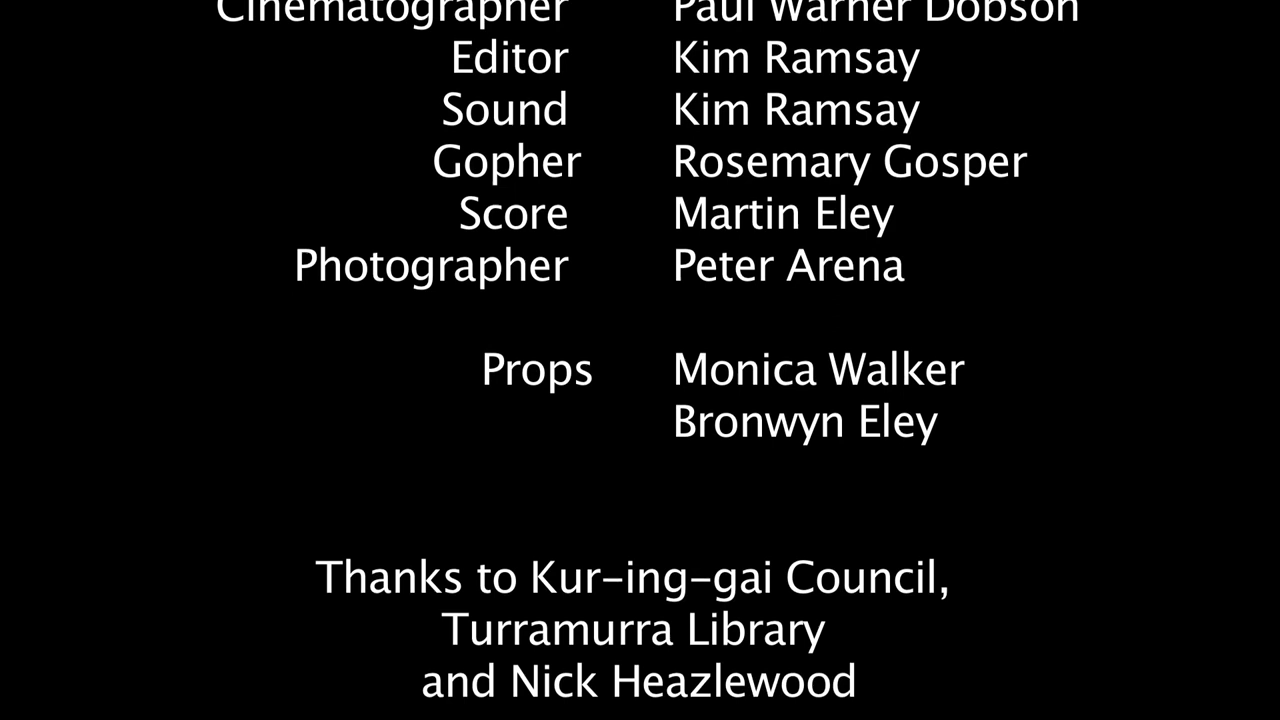 Cinematographer Paul Warner Dobson
Editor Kim Ramsay
Sound Kim Ramsay
Gopher Rosemary Gosper
Score Martin Eley
Photographer Peter Arena
Props Monica Walker
Bronwyn Eley
Thanks to Kur-ing-gai Council,
Turramurra Library
and Nick Heazlewood